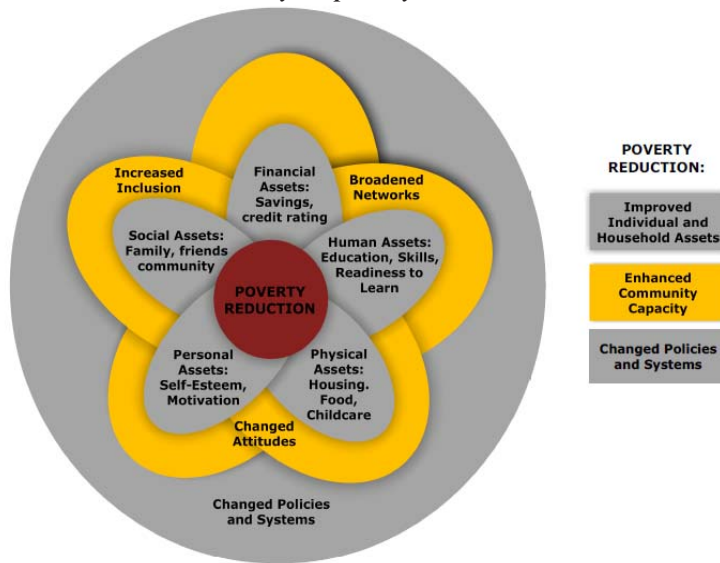 Financial
Assets:
Savings,
credit rating
Increased
Inclusion
Broadened
Networks
Social Assets:
Family, friends
community
Human Assets:
Education, Skills,
Readiness to
Learn
POVERTY
REDUCTION
Personal
Assets:
Self-Esteem,
Motivation
Physical
Assets:
Housing.
Food,
Childcare
Changed
Attitudes
Changed Policies
and Systems
POVERTY
REDUCTION:
Improved
Individual and
Household Assets
Enhanced
Community
Capacity
Changed Policies
and Systems